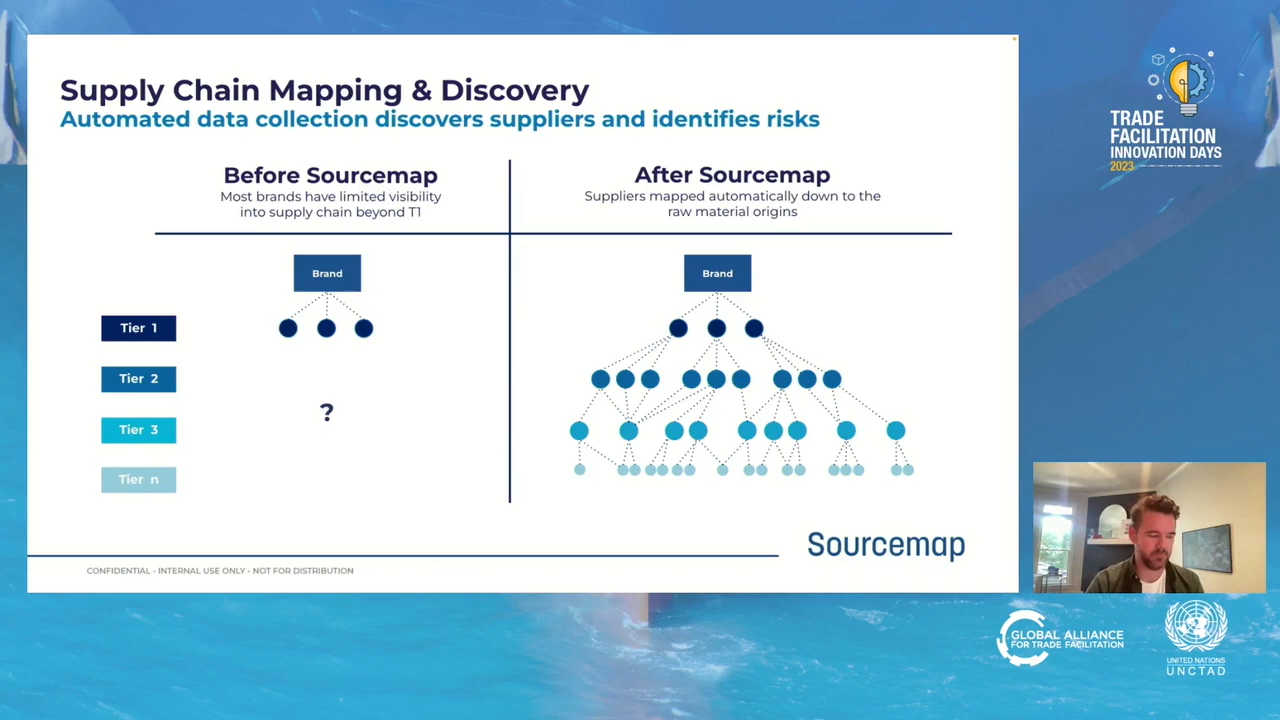 Supply Chain Mapping & Discovery
Automated data collection discovers suppliers and identifies risks
Before Sourcemap
Most brands have limited visibility
into supply chain beyond T1
After Sourcemap
Suppliers mapped automatically down to the
raw material origins
Brand
Brand
Tier 1
Tier 2
?
Tier 3
Tier n
Sourcemap
CONFIDENTIAL - INTERNAL USE ONLY - NOT FOR DISTRIBUTION
TRADE
FACILITATION
INNOVATION DAYS
2023
GLOBAL ALLIANCE
FOR TRADE FACILITATION
UNITED NATIONS
UNCTAD